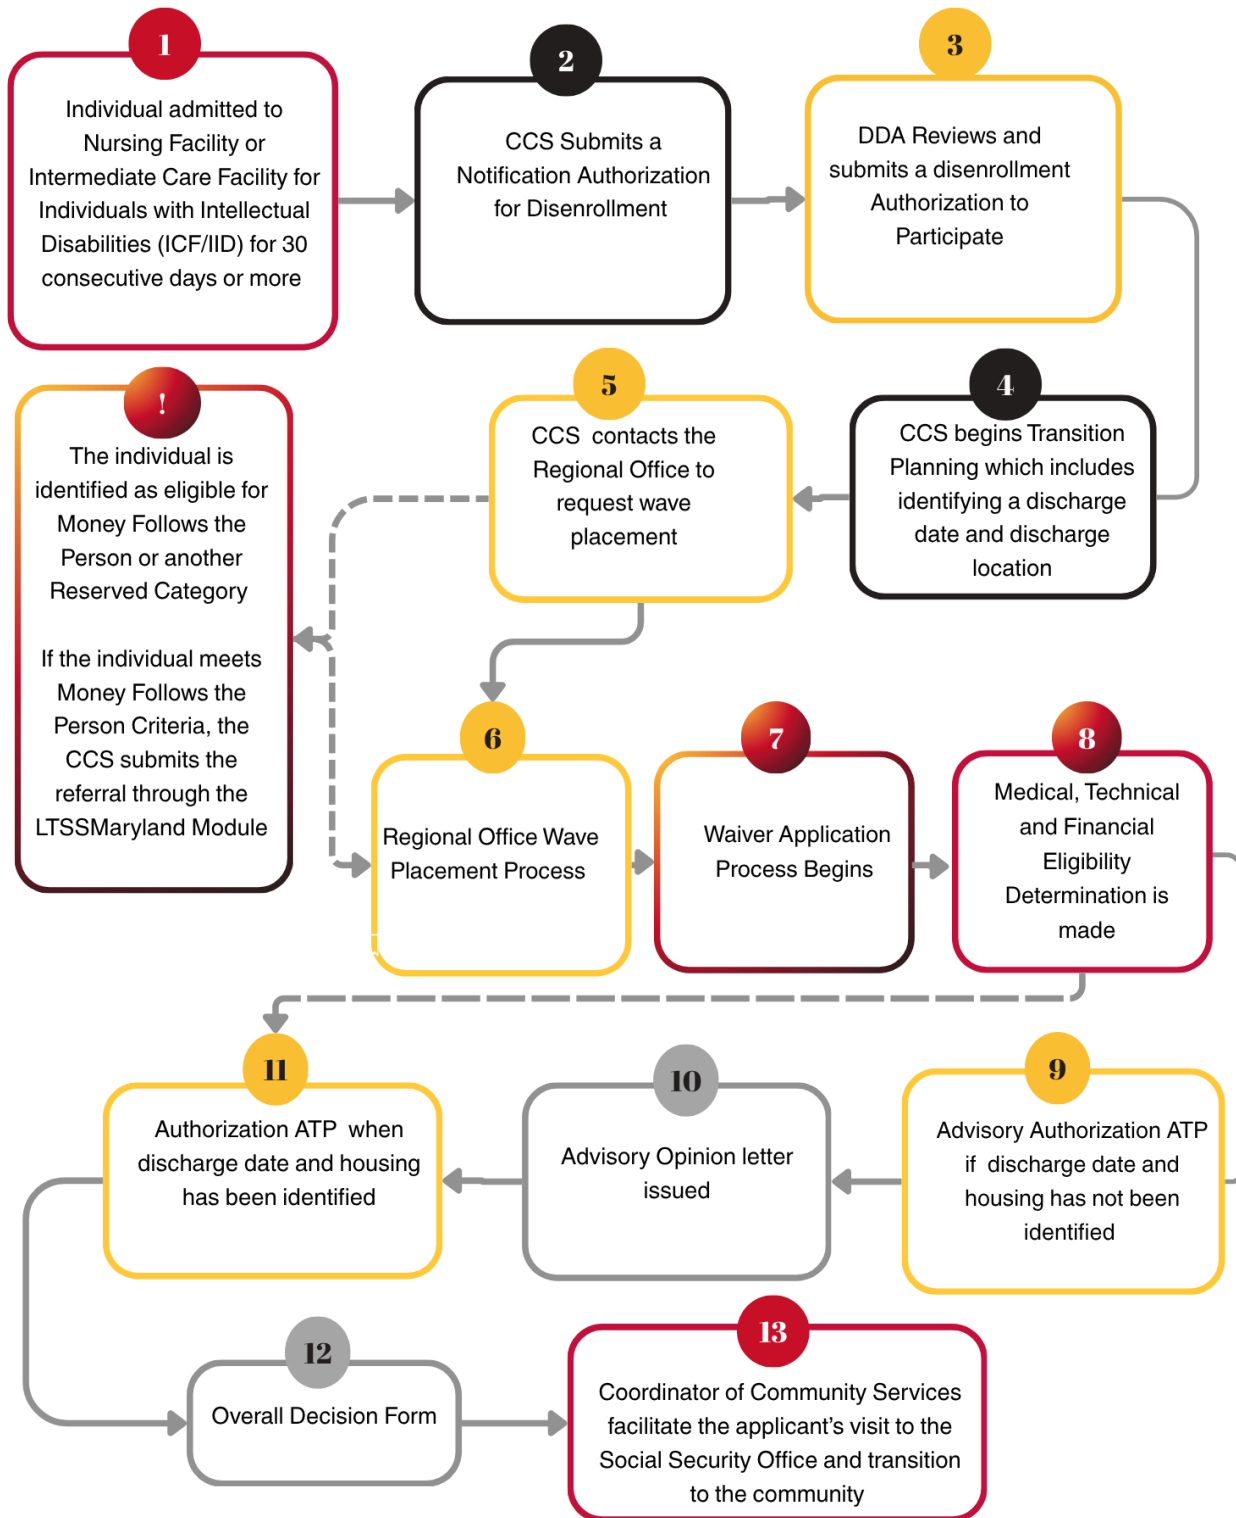 1
Individual admitted to
Nursing Facility or
Intermediate Care Facility for
Individuals with Intellectual
Disabilities (ICF/IID) for 30
consecutive days or more
2
CCS Submits a
Notification Authorization
for Disenrollment
3
DDA Reviews and
submits a disenrollment
Authorization to
Participate
4
CCS begins Transition
Planning which includes
identifying a discharge
date and discharge
location
5
CCS contacts the
Regional Office to
request wave
placement
!
The individual is
identified as eligible for
Money Follows the
Person or another
Reserved Category
If the individual meets
Money Follows the
Person Criteria, the
CCS submits the
referral through the
LTSSMaryland Module
6
Regional Office Wave
Placement Process
7
Waiver Application
Process Begins
8
Medical, Technical
and Financial
Eligibility
Determination is
made
9
Advisory Authorization ATP
if discharge date and
housing has not been
identified
10
Advisory Opinion letter
issued
11
Authorization ATP when
discharge date and housing
has been identified
12
Overall Decision Form
13
Coordinator of Community Services
facilitate the applicant’s visit to the
Social Security Office and transition
to the community